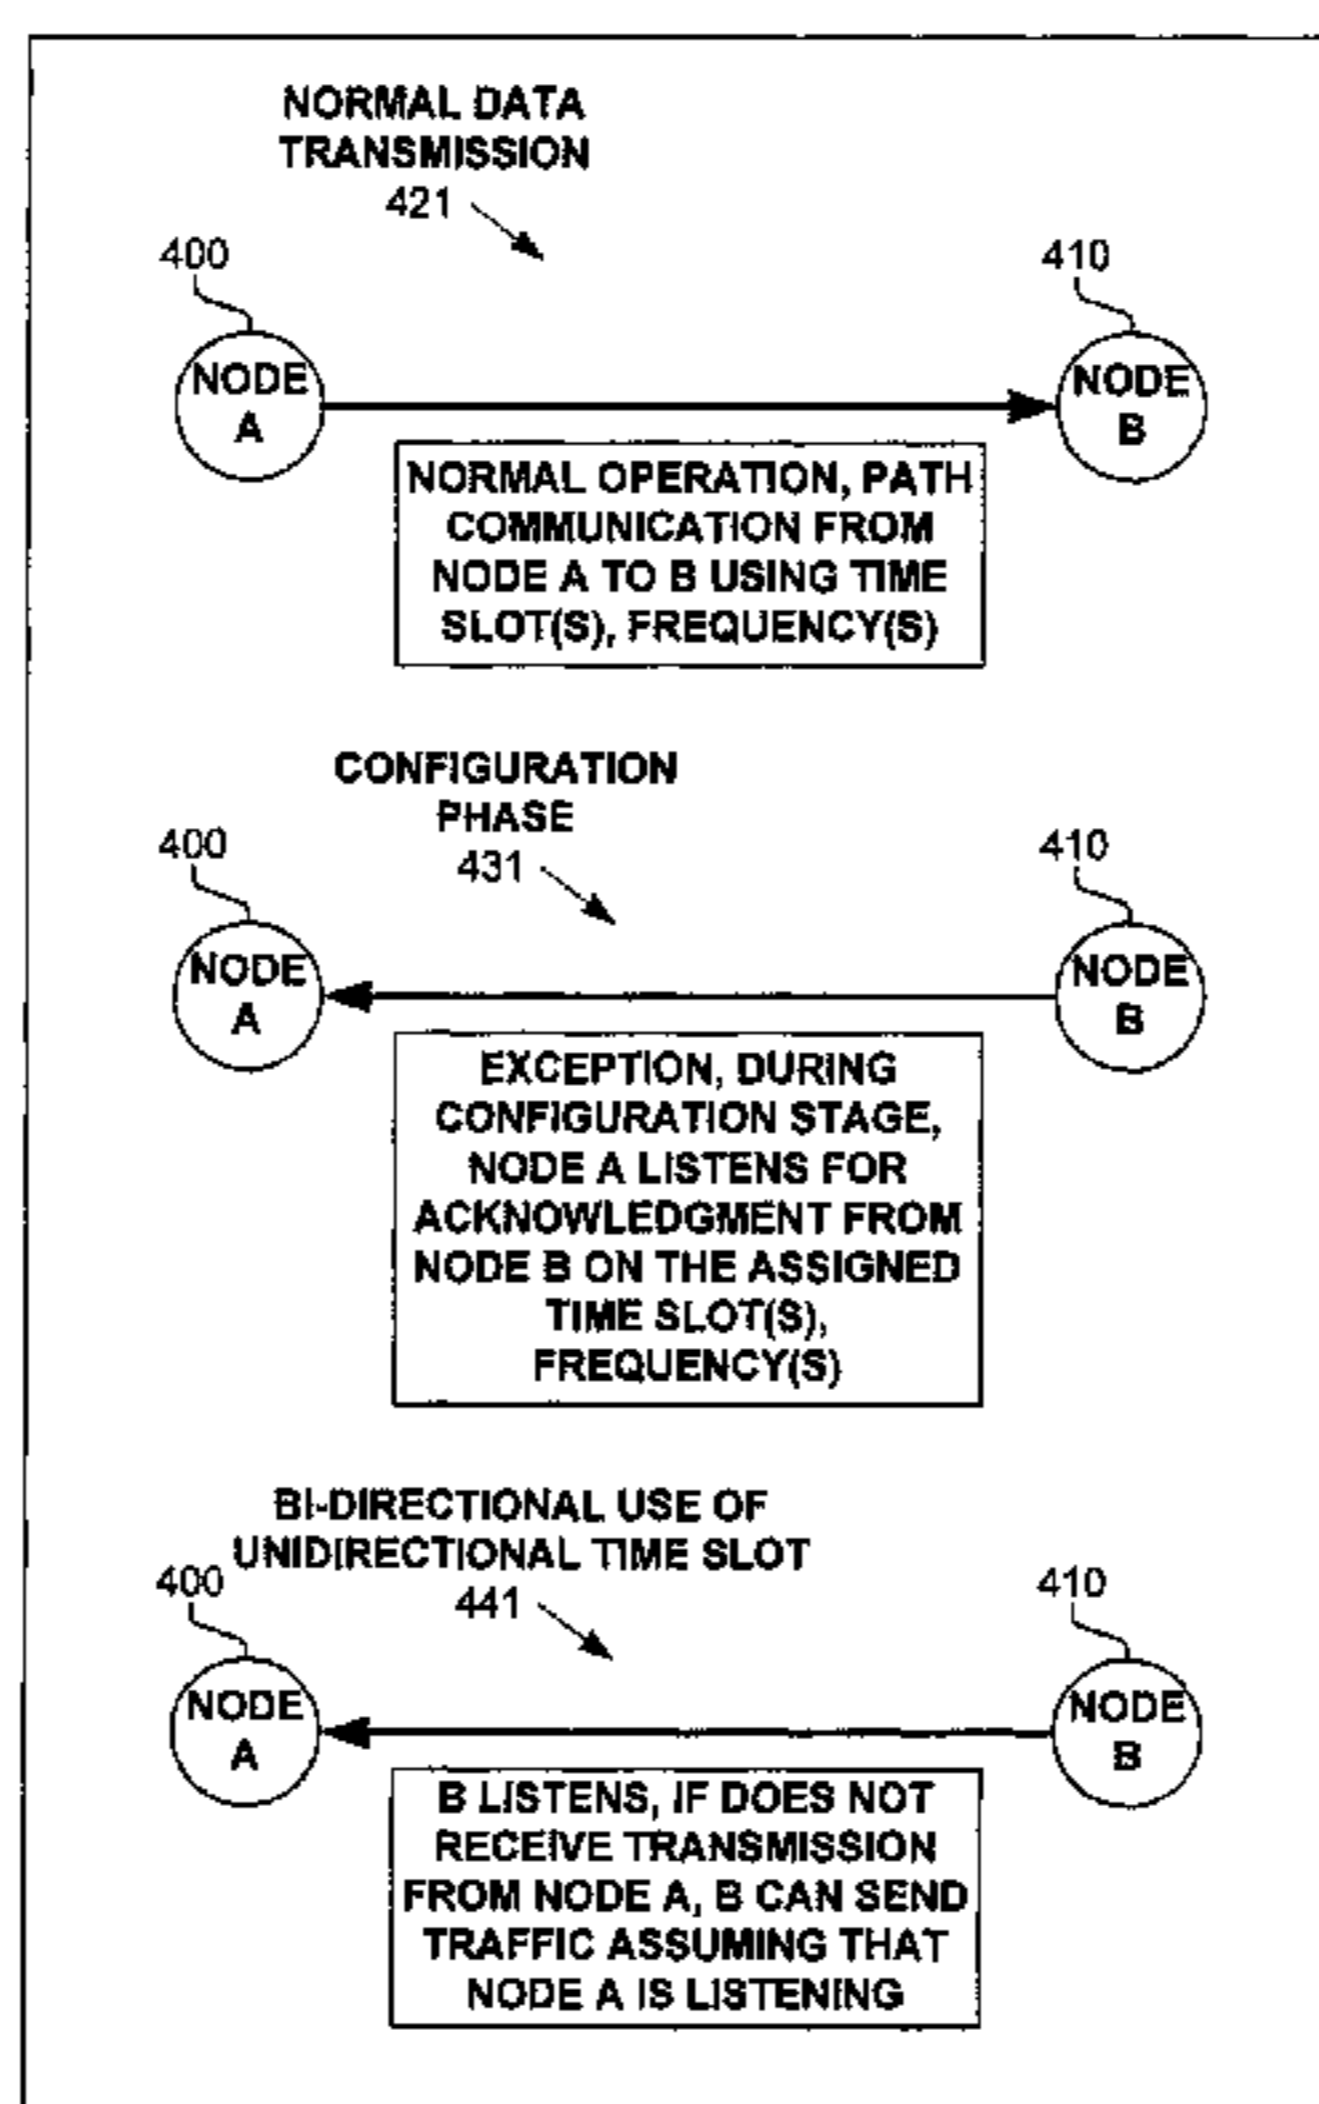 NORMAL DATA
TRANSMISSION
421
400
410
NODE
A
NODE
B
NORMAL OPERATION, PATH
COMMUNICATION FROM
NODE A TO B USING TIME
SLOT(S), FREQUENCY(S)
CONFIGURATION
PHASE
431
400
410
NODE
A
NODE
B
EXCEPTION, DURING
CONFIGURATION STAGE,
NODE A LISTENS FOR
ACKNOWLEDGMENT FROM
NODE B ON THE ASSIGNED
TIME SLOT(S),
FREQUENCY(S)
BI-DIRECTIONAL USE OF
UNIDIRECTIONAL TIME SLOT
441
400
410
NODE
A
NODE
B
B LISTENS, IF DOES NOT
RECEIVE TRANSMISSION
FROM NODE A, B CAN SEND
TRAFFIC ASSUMING THAT
NODE A IS LISTENING